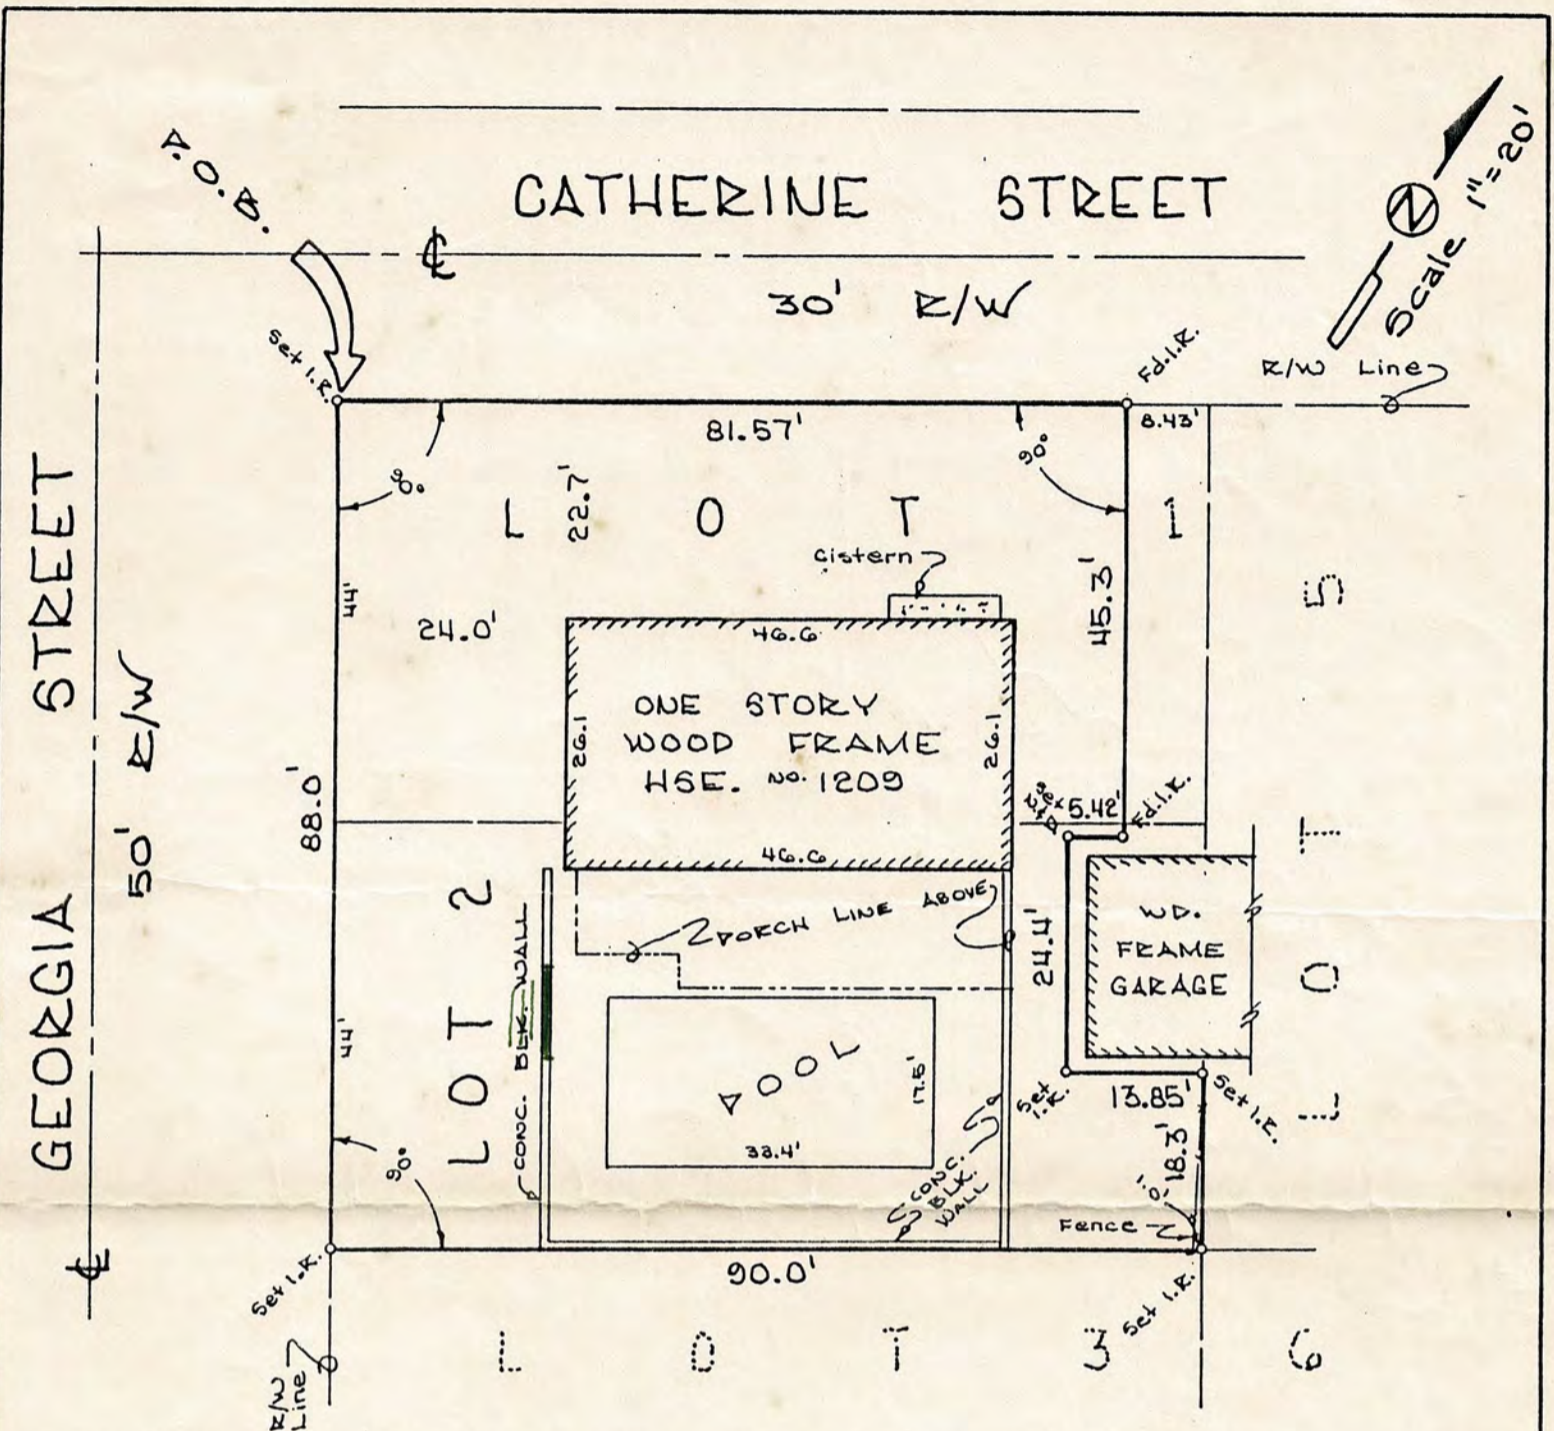 P.O.B.
CATHERINE STREET
℄
30' R/W
N
Scale 1"=20'
Set I.R.
Fd.I.R.
R/W Line
81.57'
8.43'
90°
90°
L O T 1
22.7'
Cistern
44'
24.0'
45.3'
GEORGIA STREET
50' R/W
℄
46.6
26.1
26.1
ONE STORY
WOOD FRAME
HSE. NO. 1209
46.6
88.0'
5.42'
Fd.I.R.
LOT 5
LOT 2
CONC. BLK. WALL
PORCH LINE ABOVE
24.4'
WD.
FRAME
GARAGE
44'
POOL
17.5'
33.4'
Set I.R.
13.85'
Set I.R.
18.3'
1.0'
90°
CONC.
BLK.
WALL
Fence
Set I.R.
90.0'
Set I.R.
R/W
Line
L O T 3
6